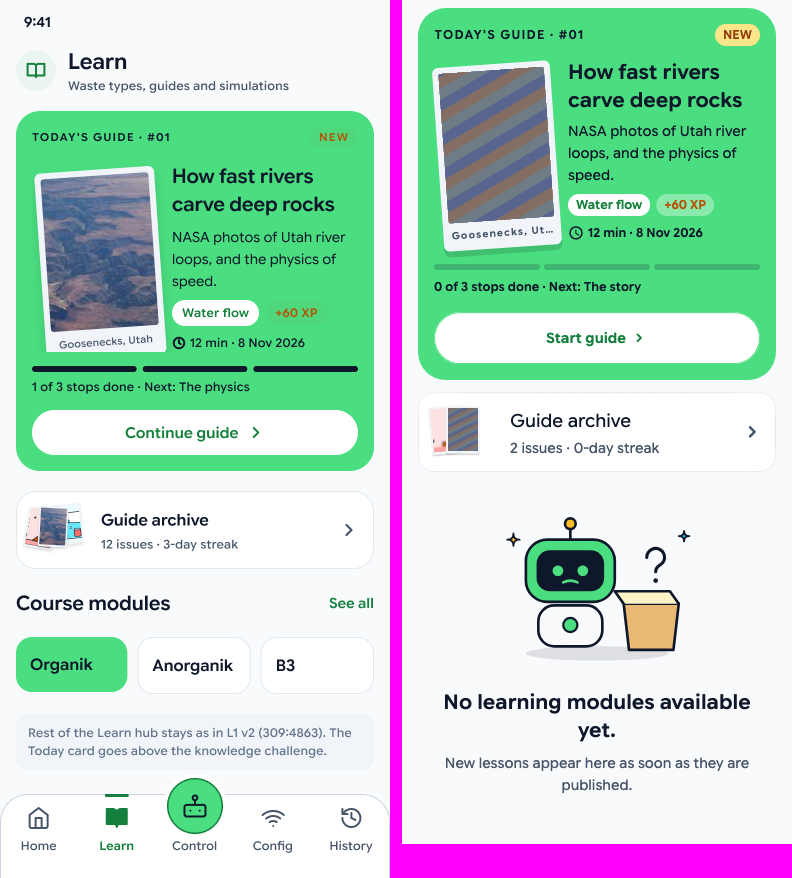 9:41
Learn
Waste types, guides and simulations
TODAY'S GUIDE · #01
NEW
How fast rivers
carve deep rocks
NASA photos of Utah river
loops, and the physics of
speed.
Goosenecks, Utah
Water flow
+60 XP
12 min · 8 Nov 2026
1 of 3 stops done · Next: The physics
Continue guide
Guide archive
12 issues · 3-day streak
Course modules
See all
Organik
Anorganik
B3
Rest of the Learn hub stays as in L1 v2 (309:4863). The
Today card goes above the knowledge challenge.
Home
Learn
Control
Config
History
TODAY'S GUIDE · #01
NEW
How fast rivers
carve deep rocks
NASA photos of Utah river
loops, and the physics of
speed.
Goosenecks, Ut...
Water flow
+60 XP
12 min · 8 Nov 2026
0 of 3 stops done · Next: The story
Start guide
Guide archive
2 issues · 0-day streak
?
No learning modules available
yet.
New lessons appear here as soon as they are
published.